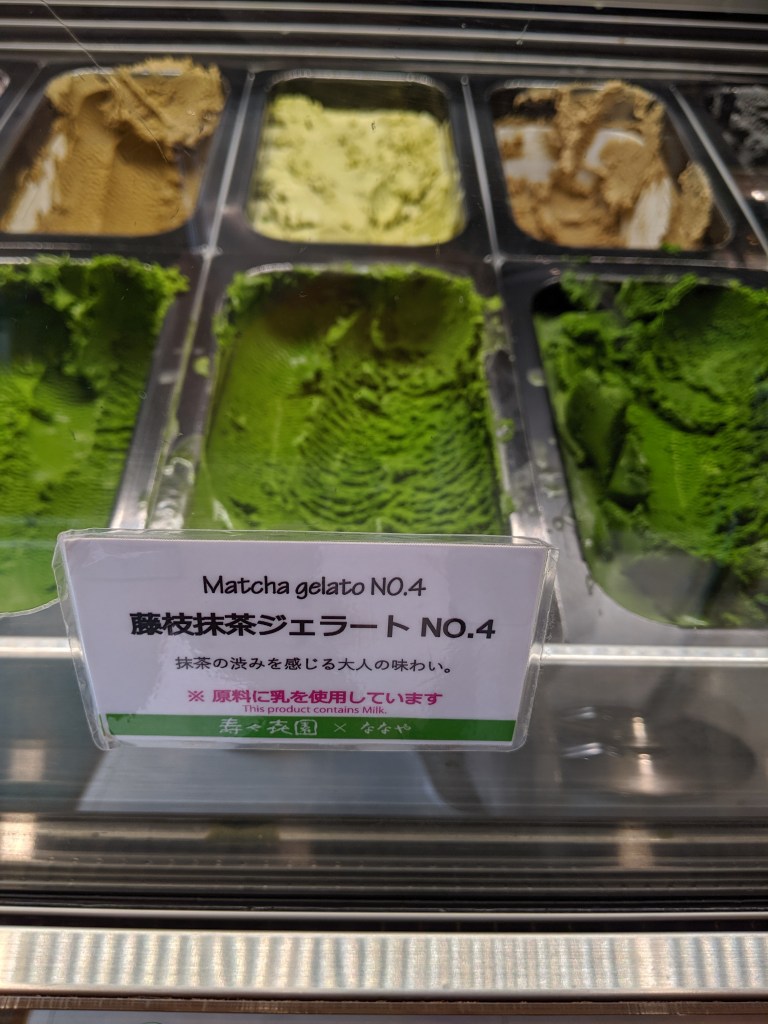 Matcha gelato NO.4
藤枝抹茶ジェラート NO.4
抹茶の渋みを感じる大人の味わい。
※ 原料に乳を使用しています
This product contains Milk.
寿々㐂園 × ななや